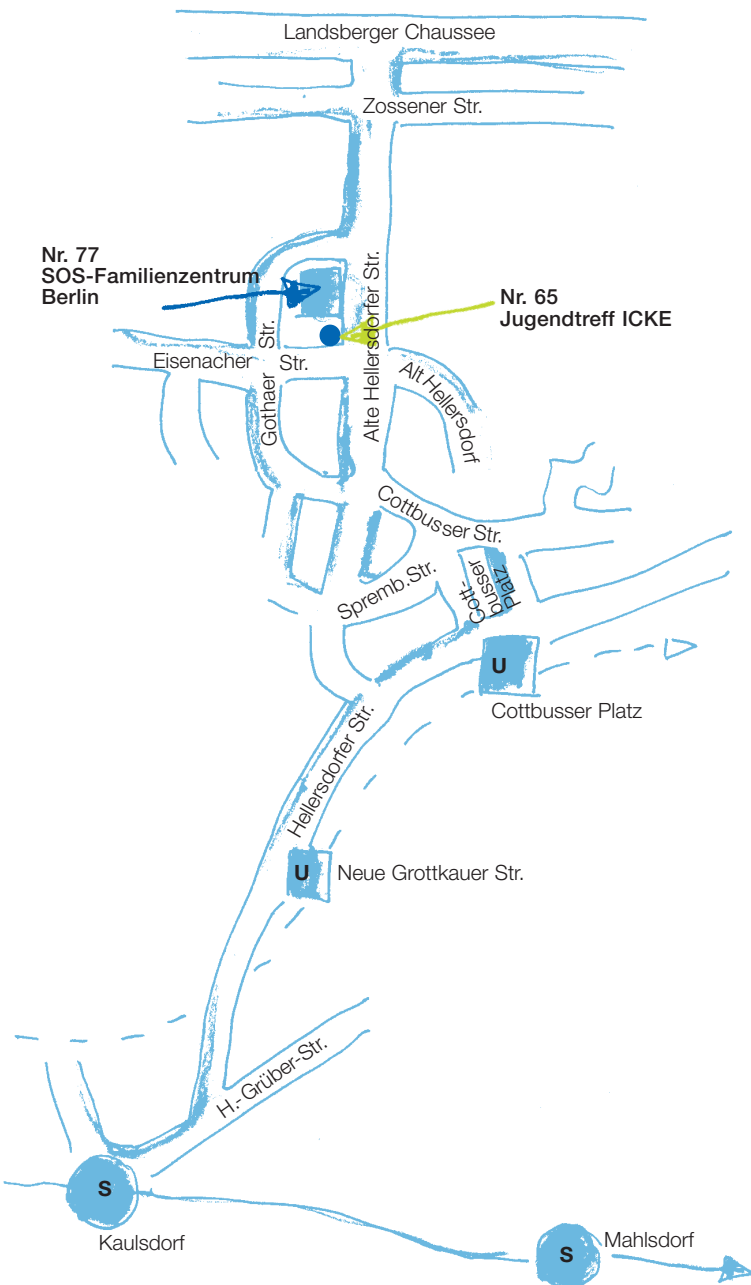 Landsberger Chaussee
Zossener Str.
Nr. 77
SOS-Familienzentrum
Berlin
Nr. 65
Jugendtreff ICKE
Alte Hellersdorfer Str.
Eisenacher Str.
Gothaer Str.
Alt Hellersdorf
Cottbusser Str.
Spremb. Str.
Cott-
busser
Platz
U
Cottbusser Platz
Hellersdorfer Str.
U
Neue Grottkauer Str.
H.-Grüber-Str.
S
Kaulsdorf
S
Mahlsdorf